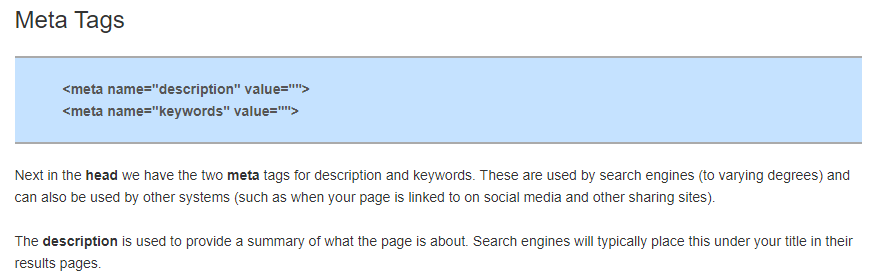 Meta Tags
<meta name="description" value="">
<meta name="keywords" value="">
Next in the head we have the two meta tags for description and keywords. These are used by search engines (to varying degrees) and
can also be used by other systems (such as when your page is linked to on social media and other sharing sites).
The description is used to provide a summary of what the page is about. Search engines will typically place this under your title in their
results pages.